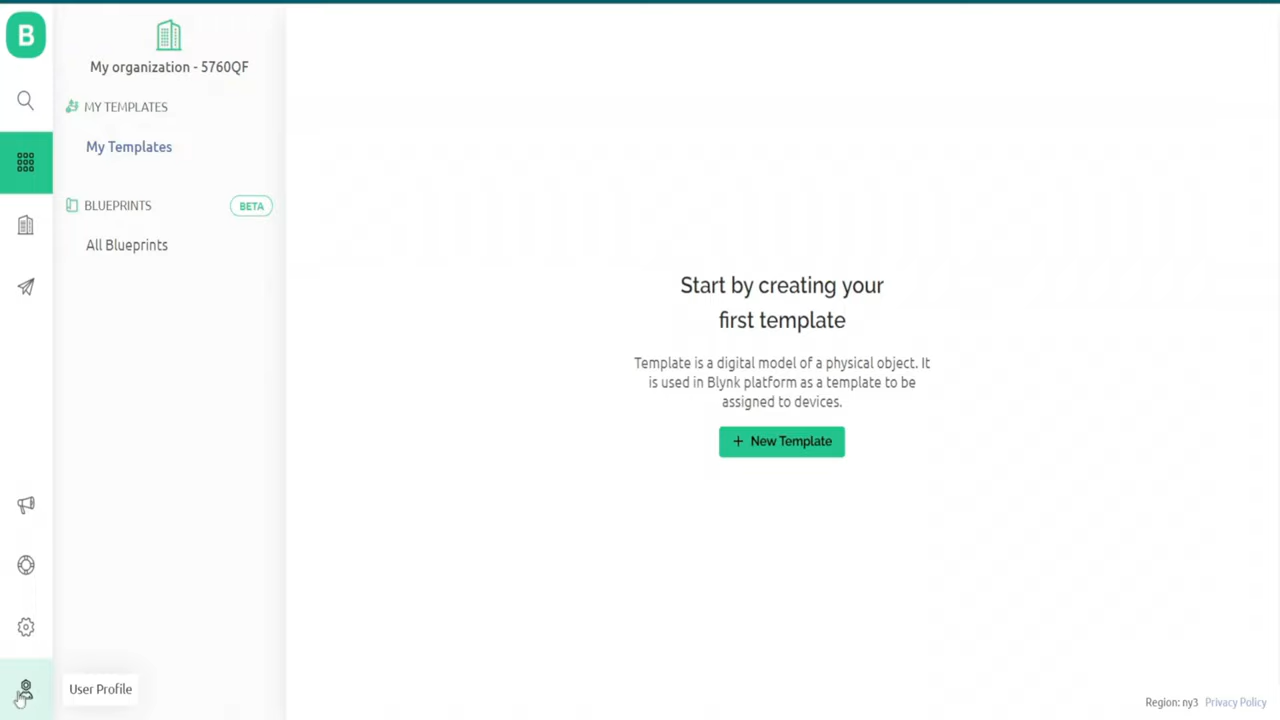 B
My organization - 5760QF
MY TEMPLATES
My Templates
BLUEPRINTS
BETA
All Blueprints
Start by creating your
first template
Template is a digital model of a physical object. It
is used in Blynk platform as a template to be
assigned to devices.
+ New Template
User Profile
Region: ny3 Privacy Policy